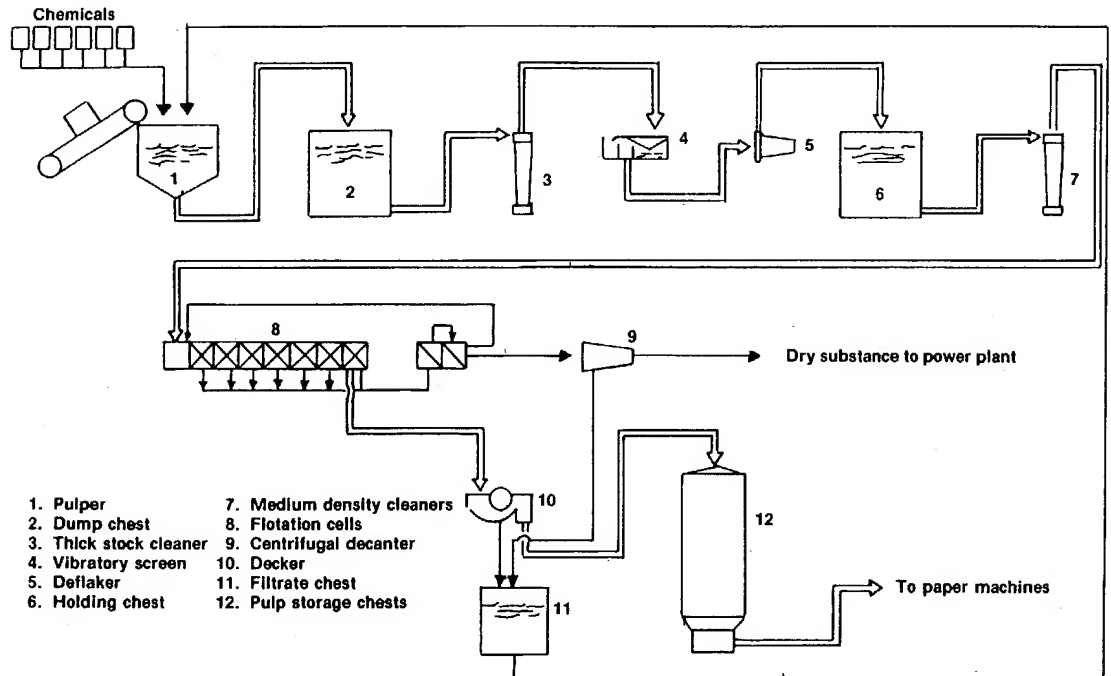 Chemicals
1
2
3
4
5
6
7
8
9
Dry substance to power plant
10
11
12
To paper machines
1. Pulper
2. Dump chest
3. Thick stock cleaner
4. Vibratory screen
5. Deflaker
6. Holding chest
7. Medium density cleaners
8. Flotation cells
9. Centrifugal decanter
10. Decker
11. Filtrate chest
12. Pulp storage chests